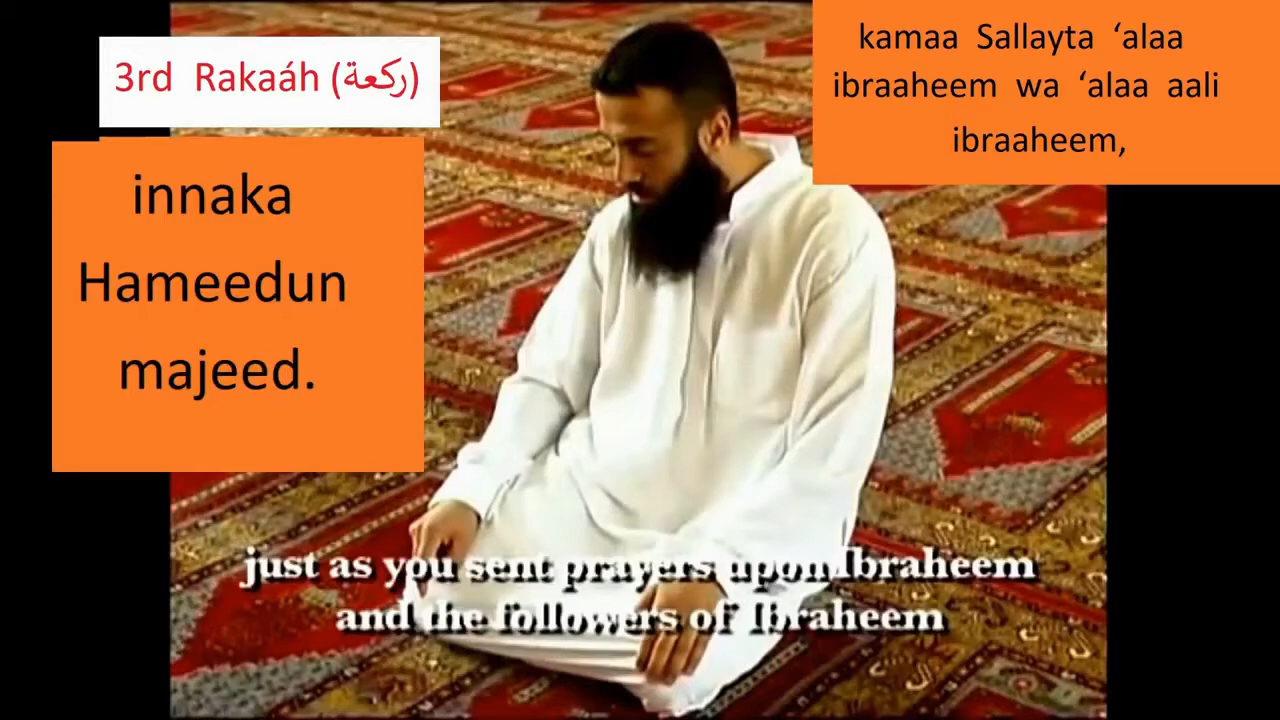 3rd Rakaáh (ركعة)
kamaa Sallayta ‘alaa
ibraaheem wa ‘alaa aali
ibraaheem,
innaka
Hameedun
majeed.
just as you sent prayers upon Ibraheem
and the followers of Ibraheem